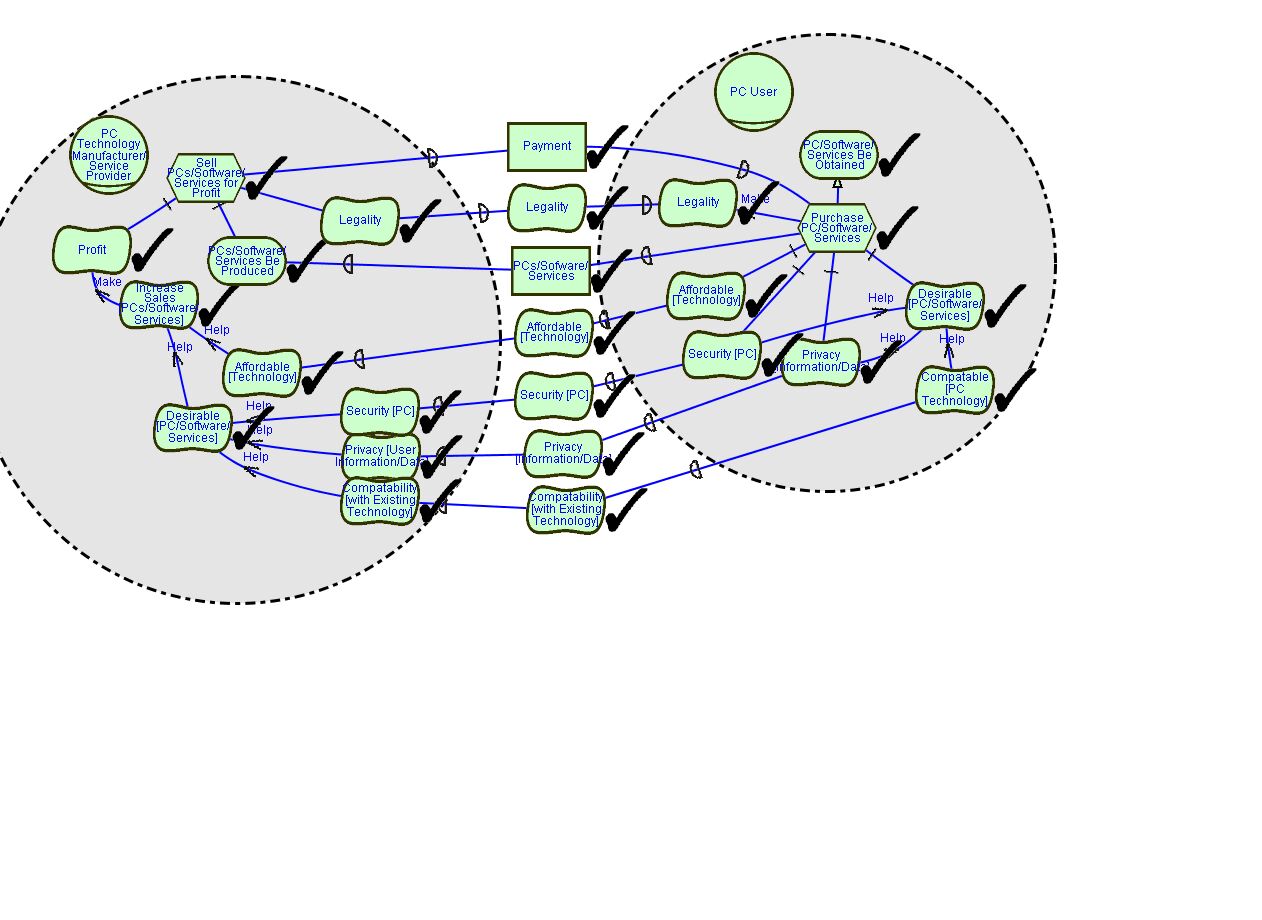 PC
Technology
Manufacturer/
Service
Provider
Sell
PCs/Software/
Services for
Profit
Profit
Make
Increase
Sales
PCs/Software/
Services]
Legality
PCs/Software/
Services Be
Produced
Help
Help
Affordable
[Technology]
Desirable
[PC/Software/
Services]
Help
Help
Help
Security [PC]
Privacy [User
Information/Data]
Compatability
[with Existing
Technology]
Payment
Legality
PCs/Sofware/
Services
Affordable
[Technology]
Security [PC]
Privacy
[Information/Data]
Compatability
[with Existing
Technology]
PC User
PC/Software/
Services Be
Obtained
Legality
Make
Purchase
PC/Software/
Services
Affordable
[Technology]
Security [PC]
Privacy
[Information/Data]
Help
Help
Help
Desirable
[PC/Software/
Services]
Compatable
[PC
Technology]